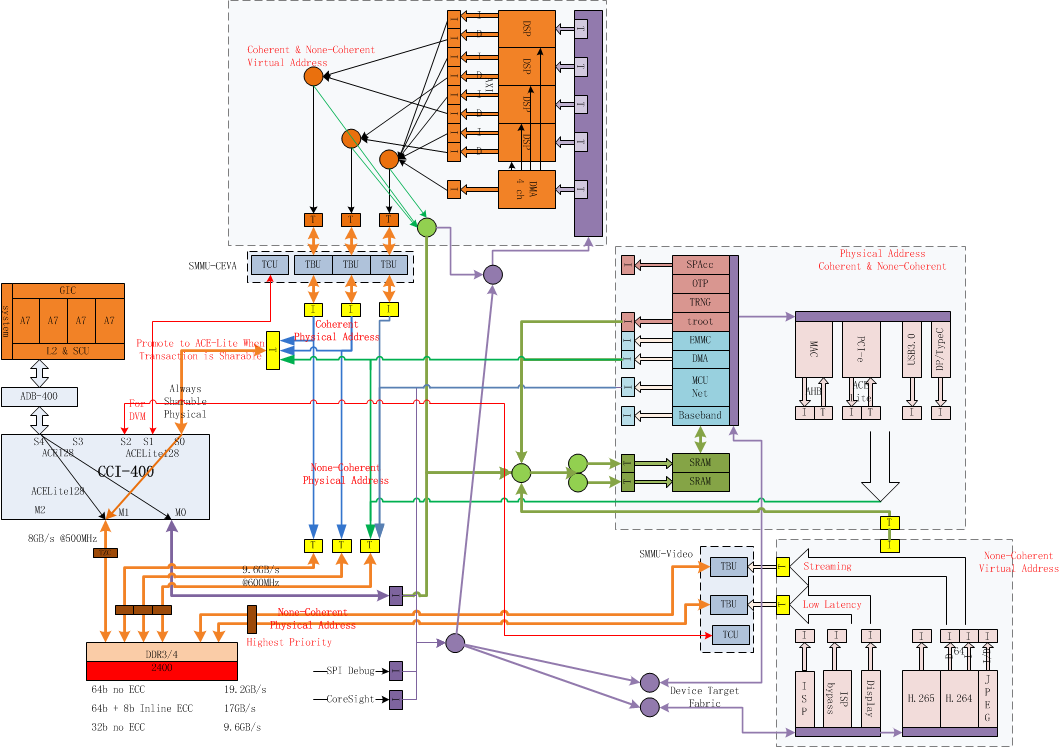 Coherent & None-Coherent
Virtual Address
T
I
D
I
D
I
D
I
D
AXI
DSP
DSP
DSP
DSP
DMA
4 ch
T
T
T
T
T
T
T
T
SMMU-CEVA
TCU
TBU
TBU
TBU
I
I
I
Coherent
Physical Address
Promote to ACE-Lite When
Transaction is Sharable
GIC
system
A7
A7
A7
A7
L2 & SCU
ADB-400
Always
Sharable
Physical
For
DVM
S4
S3
S2
S1
S0
ACE128
ACELite128
CCI-400
ACELite128
M2
M1
M0
8GB/s @500MHz
None-Coherent
Physical Address
T
T
T
9.6GB/s
@600MHz
None-Coherent
Physical Address
Highest Priority
DDR3/4
2400
64b no ECC
19.2GB/s
64b + 8b Inline ECC
17GB/s
32b no ECC
9.6GB/s
SPI Debug
CoreSight
I
I
I
Physical Address
Coherent & None-Coherent
SPAcc
OTP
TRNG
troot
EMMC
DMA
MCU
Net
Baseband
SRAM
SRAM
MAC
PCI-e
USB3.0
DP/TypeC
AHB
ACE
Lite
I
T
I
T
I
I
T
T
SMMU-Video
TBU
TBU
TCU
T
T
Streaming
Low Latency
None-Coherent
Virtual Address
I
I
I
I
I
I
I
ISP
ISP
bypass
Display
H.265
H.264
JPEG
Device Target
Fabric